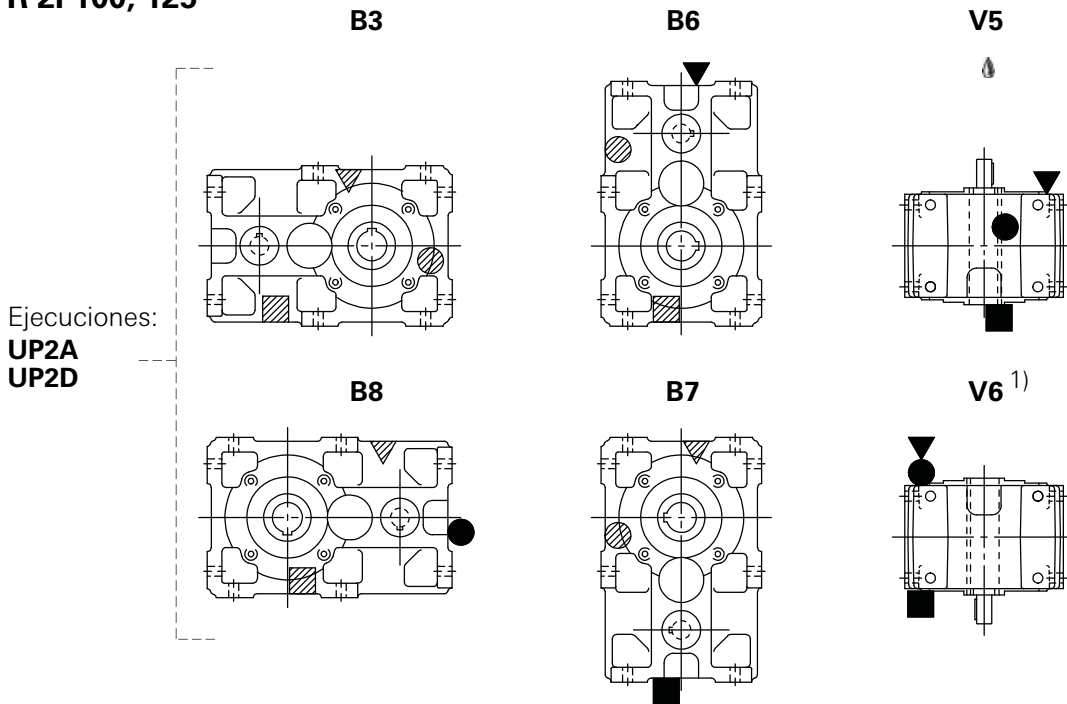 R 2I 100, 125
B3
B6
V5
Ejecuciones:
UP2A
UP2D
B8
B7
V6 1)